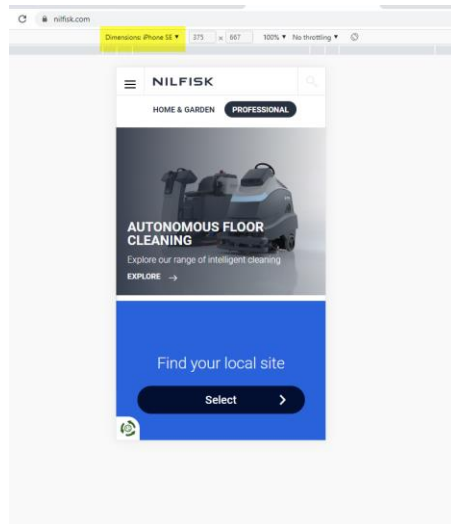 nilfisk.com
Dimensions: iPhone SE ▼ 375 x 667 100% ▼ No throttling ▼
NILFISK
HOME & GARDEN PROFESSIONAL
AUTONOMOUS FLOOR
CLEANING
Explore our range of intelligent cleaning
EXPLORE →
Find your local site
Select